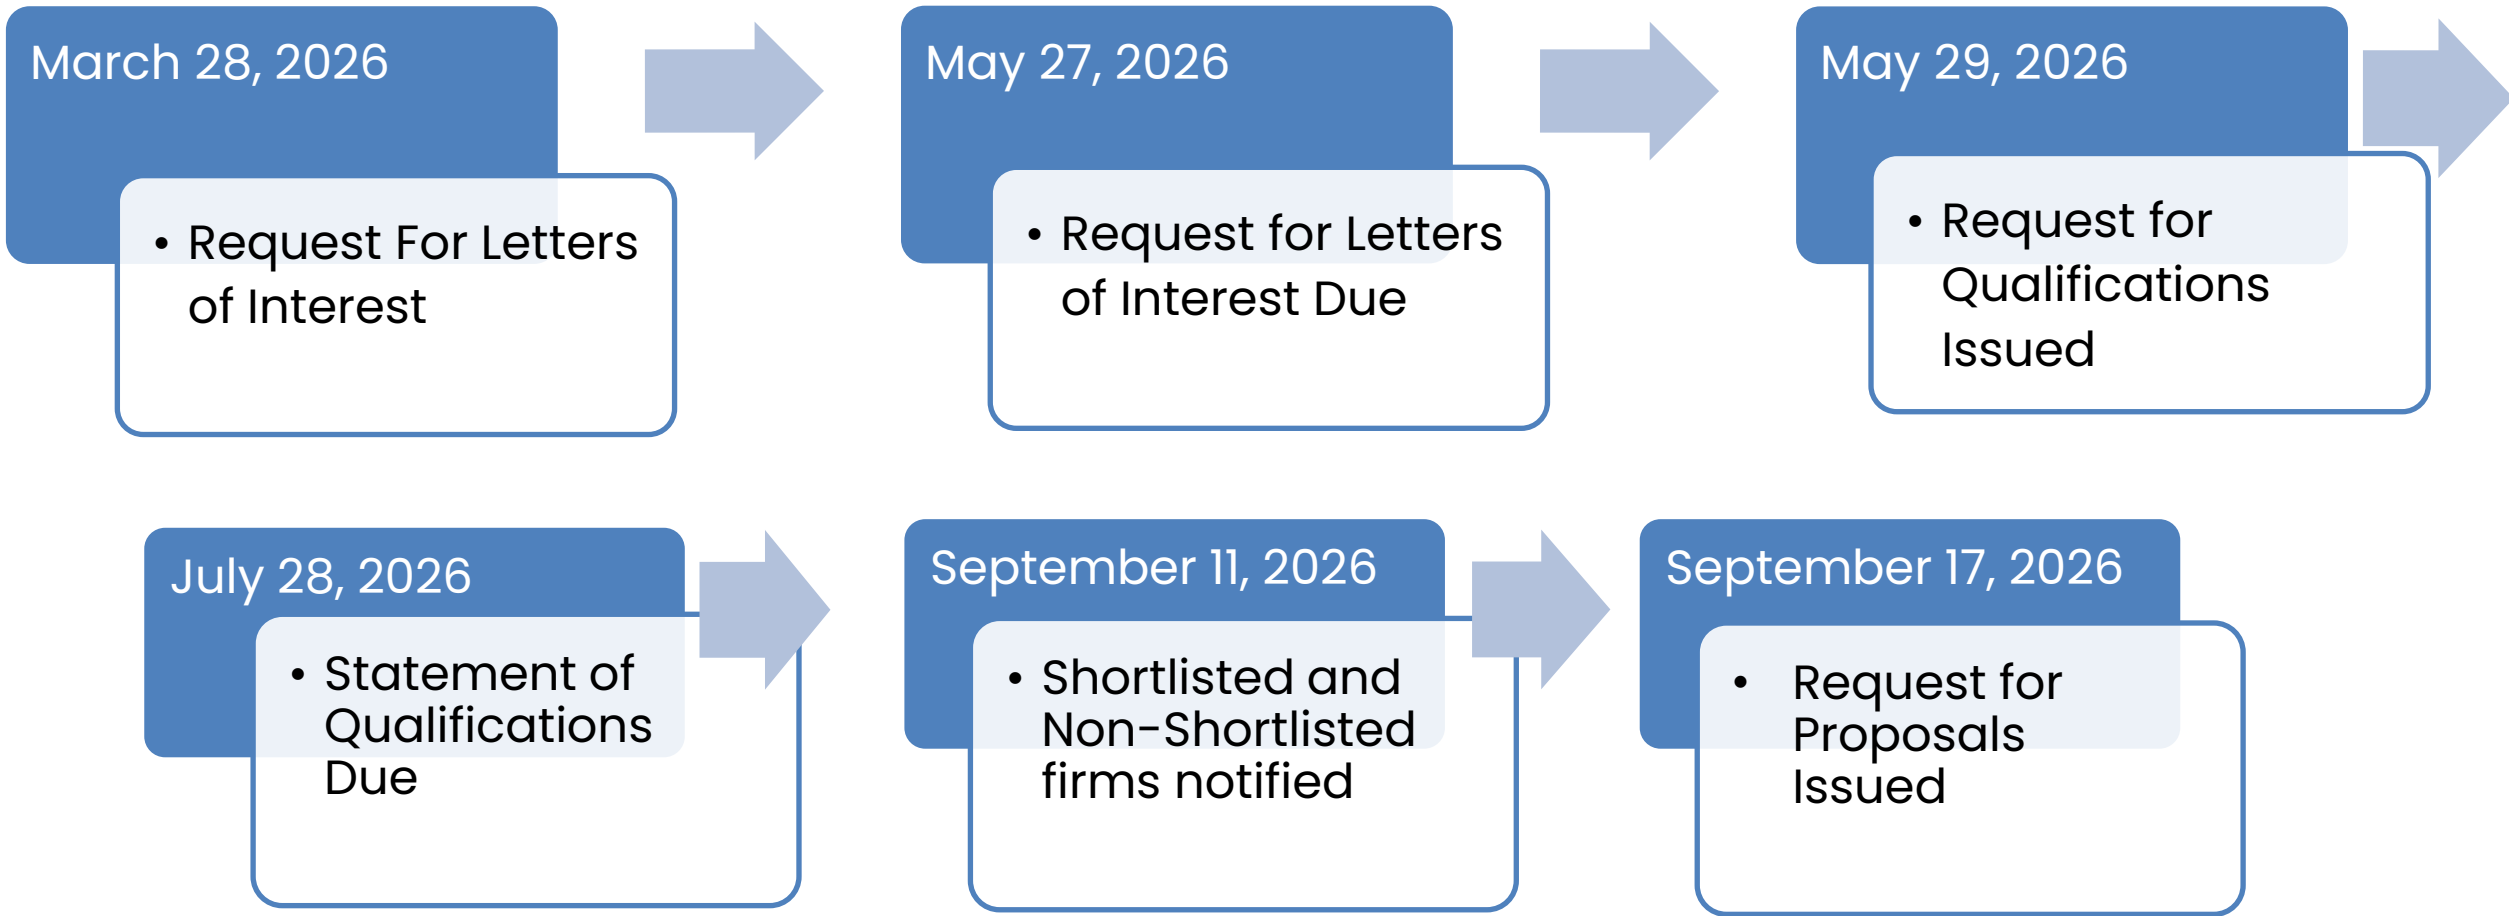 March 28, 2026
• Request For Letters
of Interest
May 27, 2026
• Request for Letters
of Interest Due
May 29, 2026
• Request for
Qualifications
Issued
July 28, 2026
• Statement of
Qualifications
Due
September 11, 2026
• Shortlisted and
Non-Shortlisted
firms notified
September 17, 2026
• Request for
Proposals
Issued